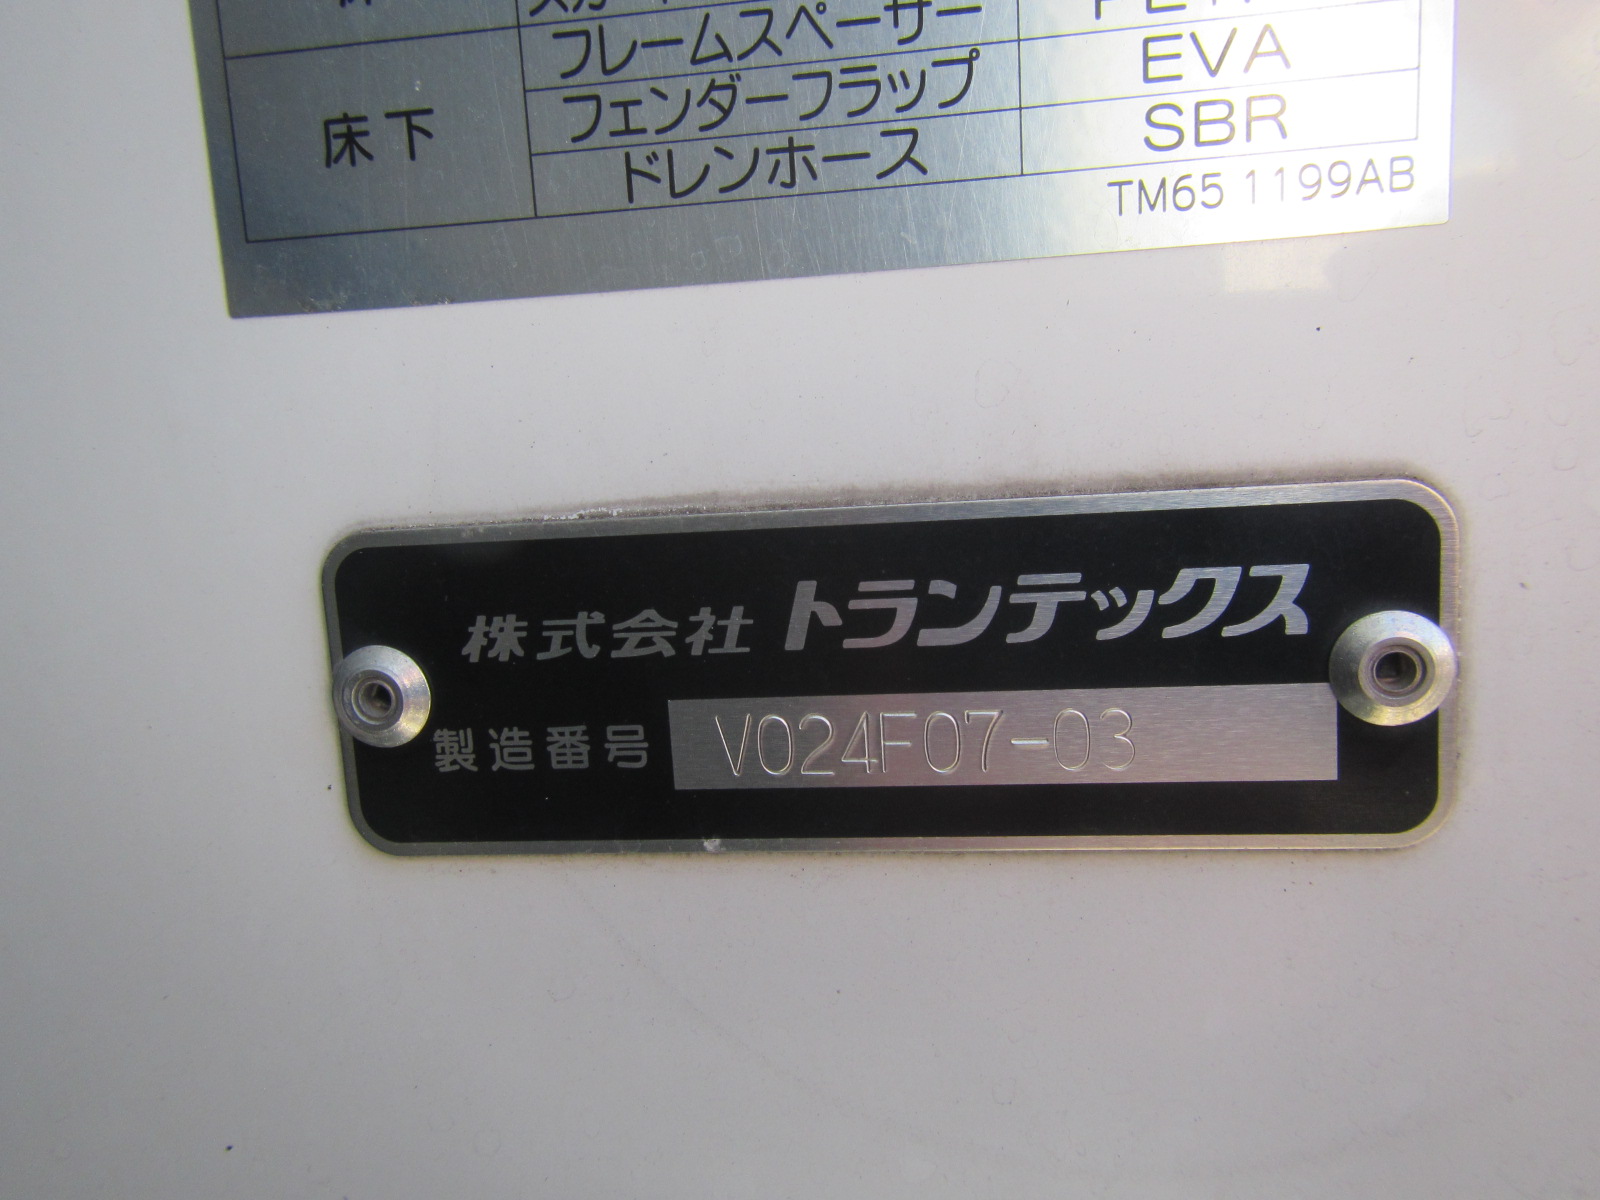 フレームスペーサー
フェンダーフラップ EVA
床下 ドレンホース SBR
TM65 1199AB
株式会社 トランテックス
製造番号 V024F07-03